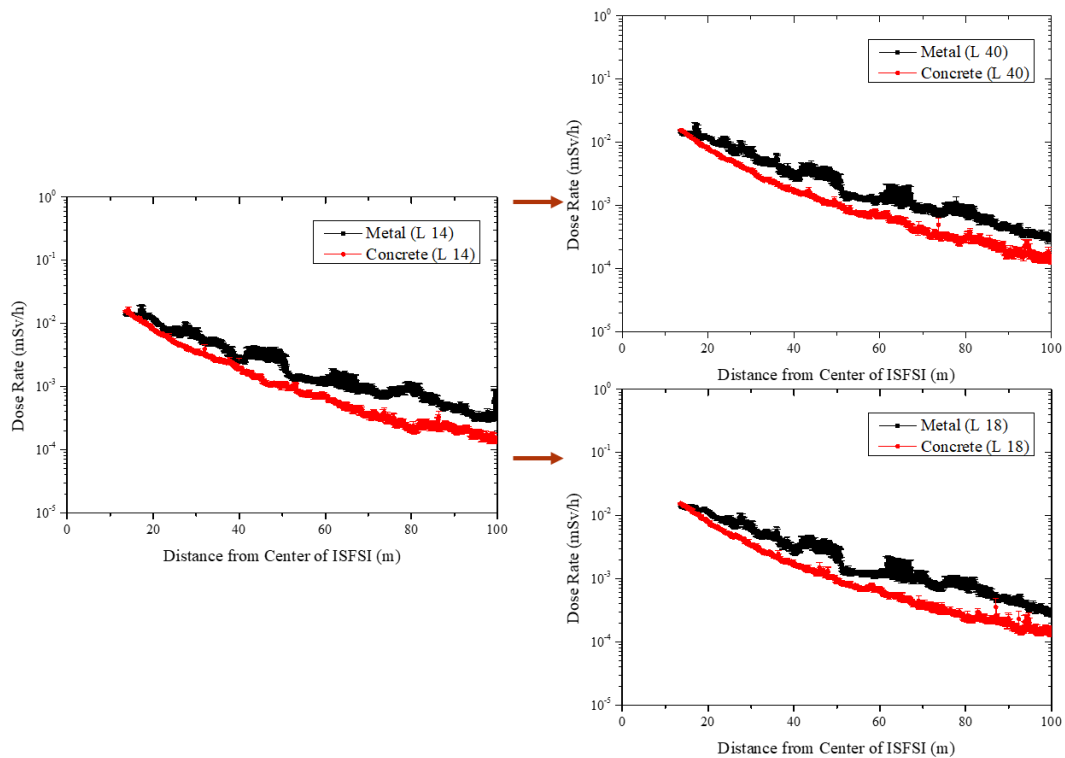 10⁰
10⁻¹
10⁻²
10⁻³
10⁻⁴
10⁻⁵
Dose Rate (mSv/h)
Metal (L 14)
Concrete (L 14)
0 20 40 60 80 100
Distance from Center of ISFSI (m)
10⁰
10⁻¹
10⁻²
10⁻³
10⁻⁴
10⁻⁵
Dose Rate (mSv/h)
Metal (L 40)
Concrete (L 40)
0 20 40 60 80 100
Distance from Center of ISFSI (m)
10⁰
10⁻¹
10⁻²
10⁻³
10⁻⁴
10⁻⁵
Dose Rate (mSv/h)
Metal (L 18)
Concrete (L 18)
0 20 40 60 80 100
Distance from Center of ISFSI (m)